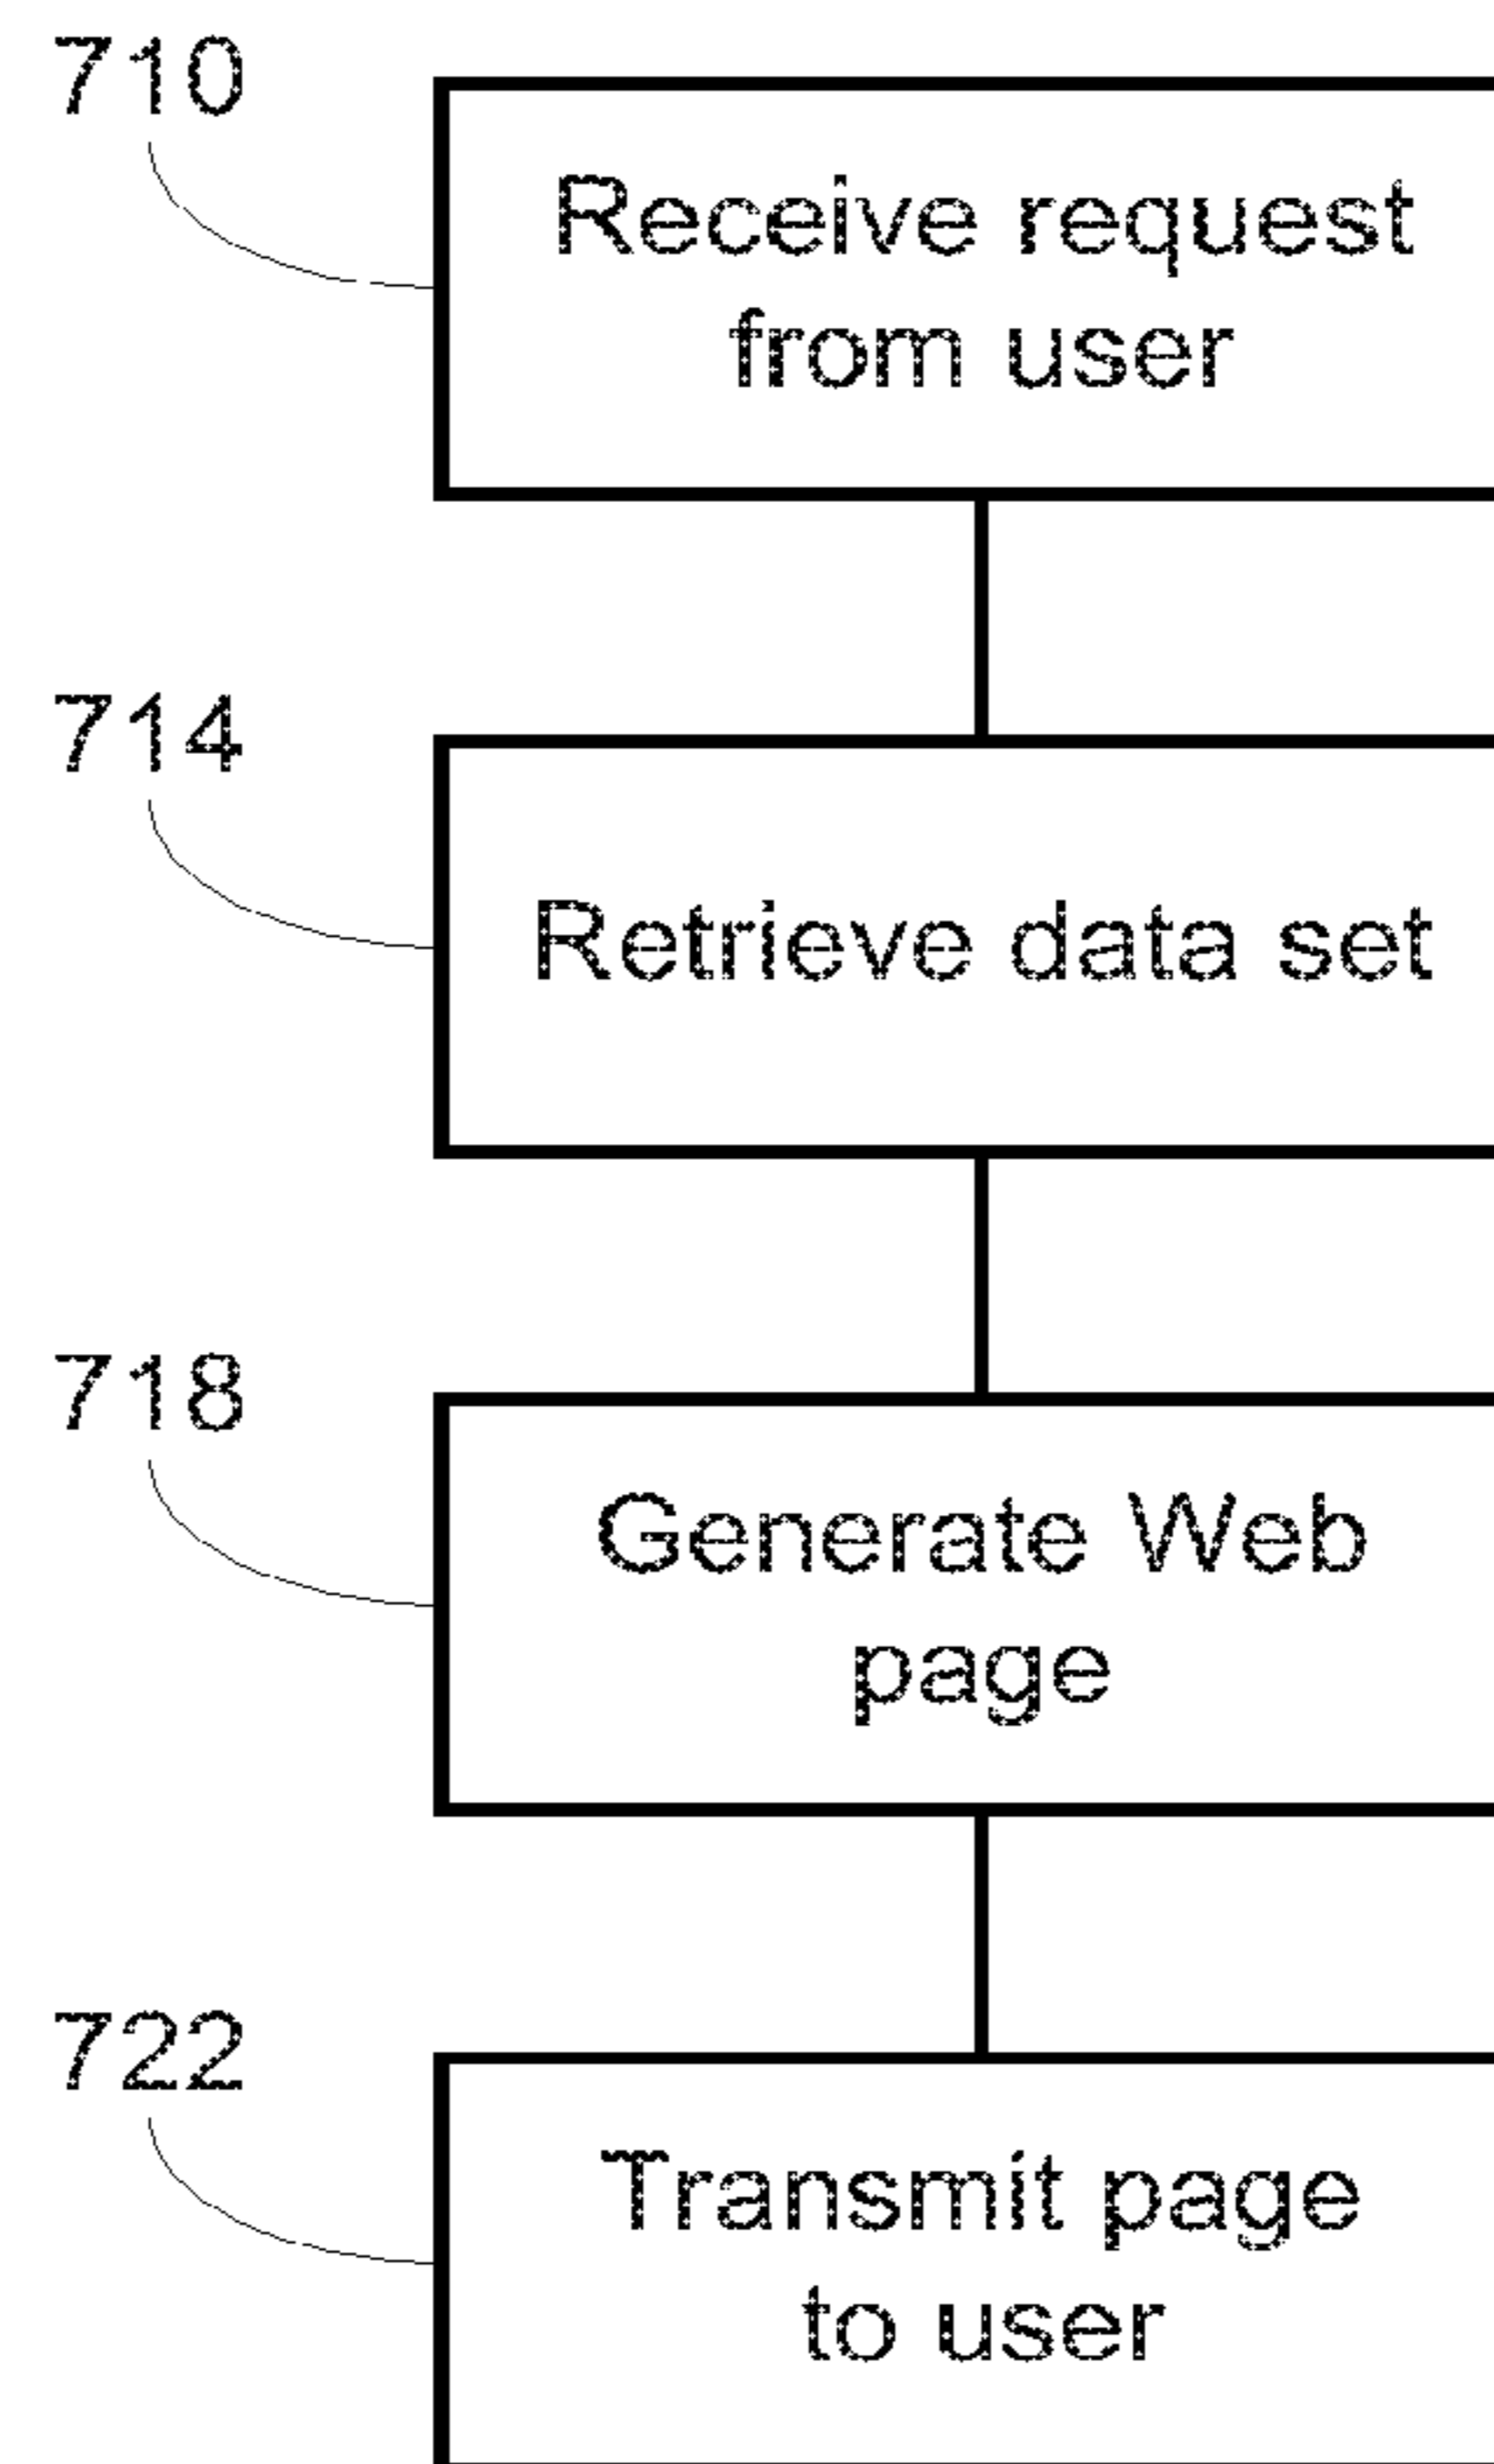 710
Receive request
from user
714
Retrieve data set
718
Generate Web
page
722
Transmit page
to user